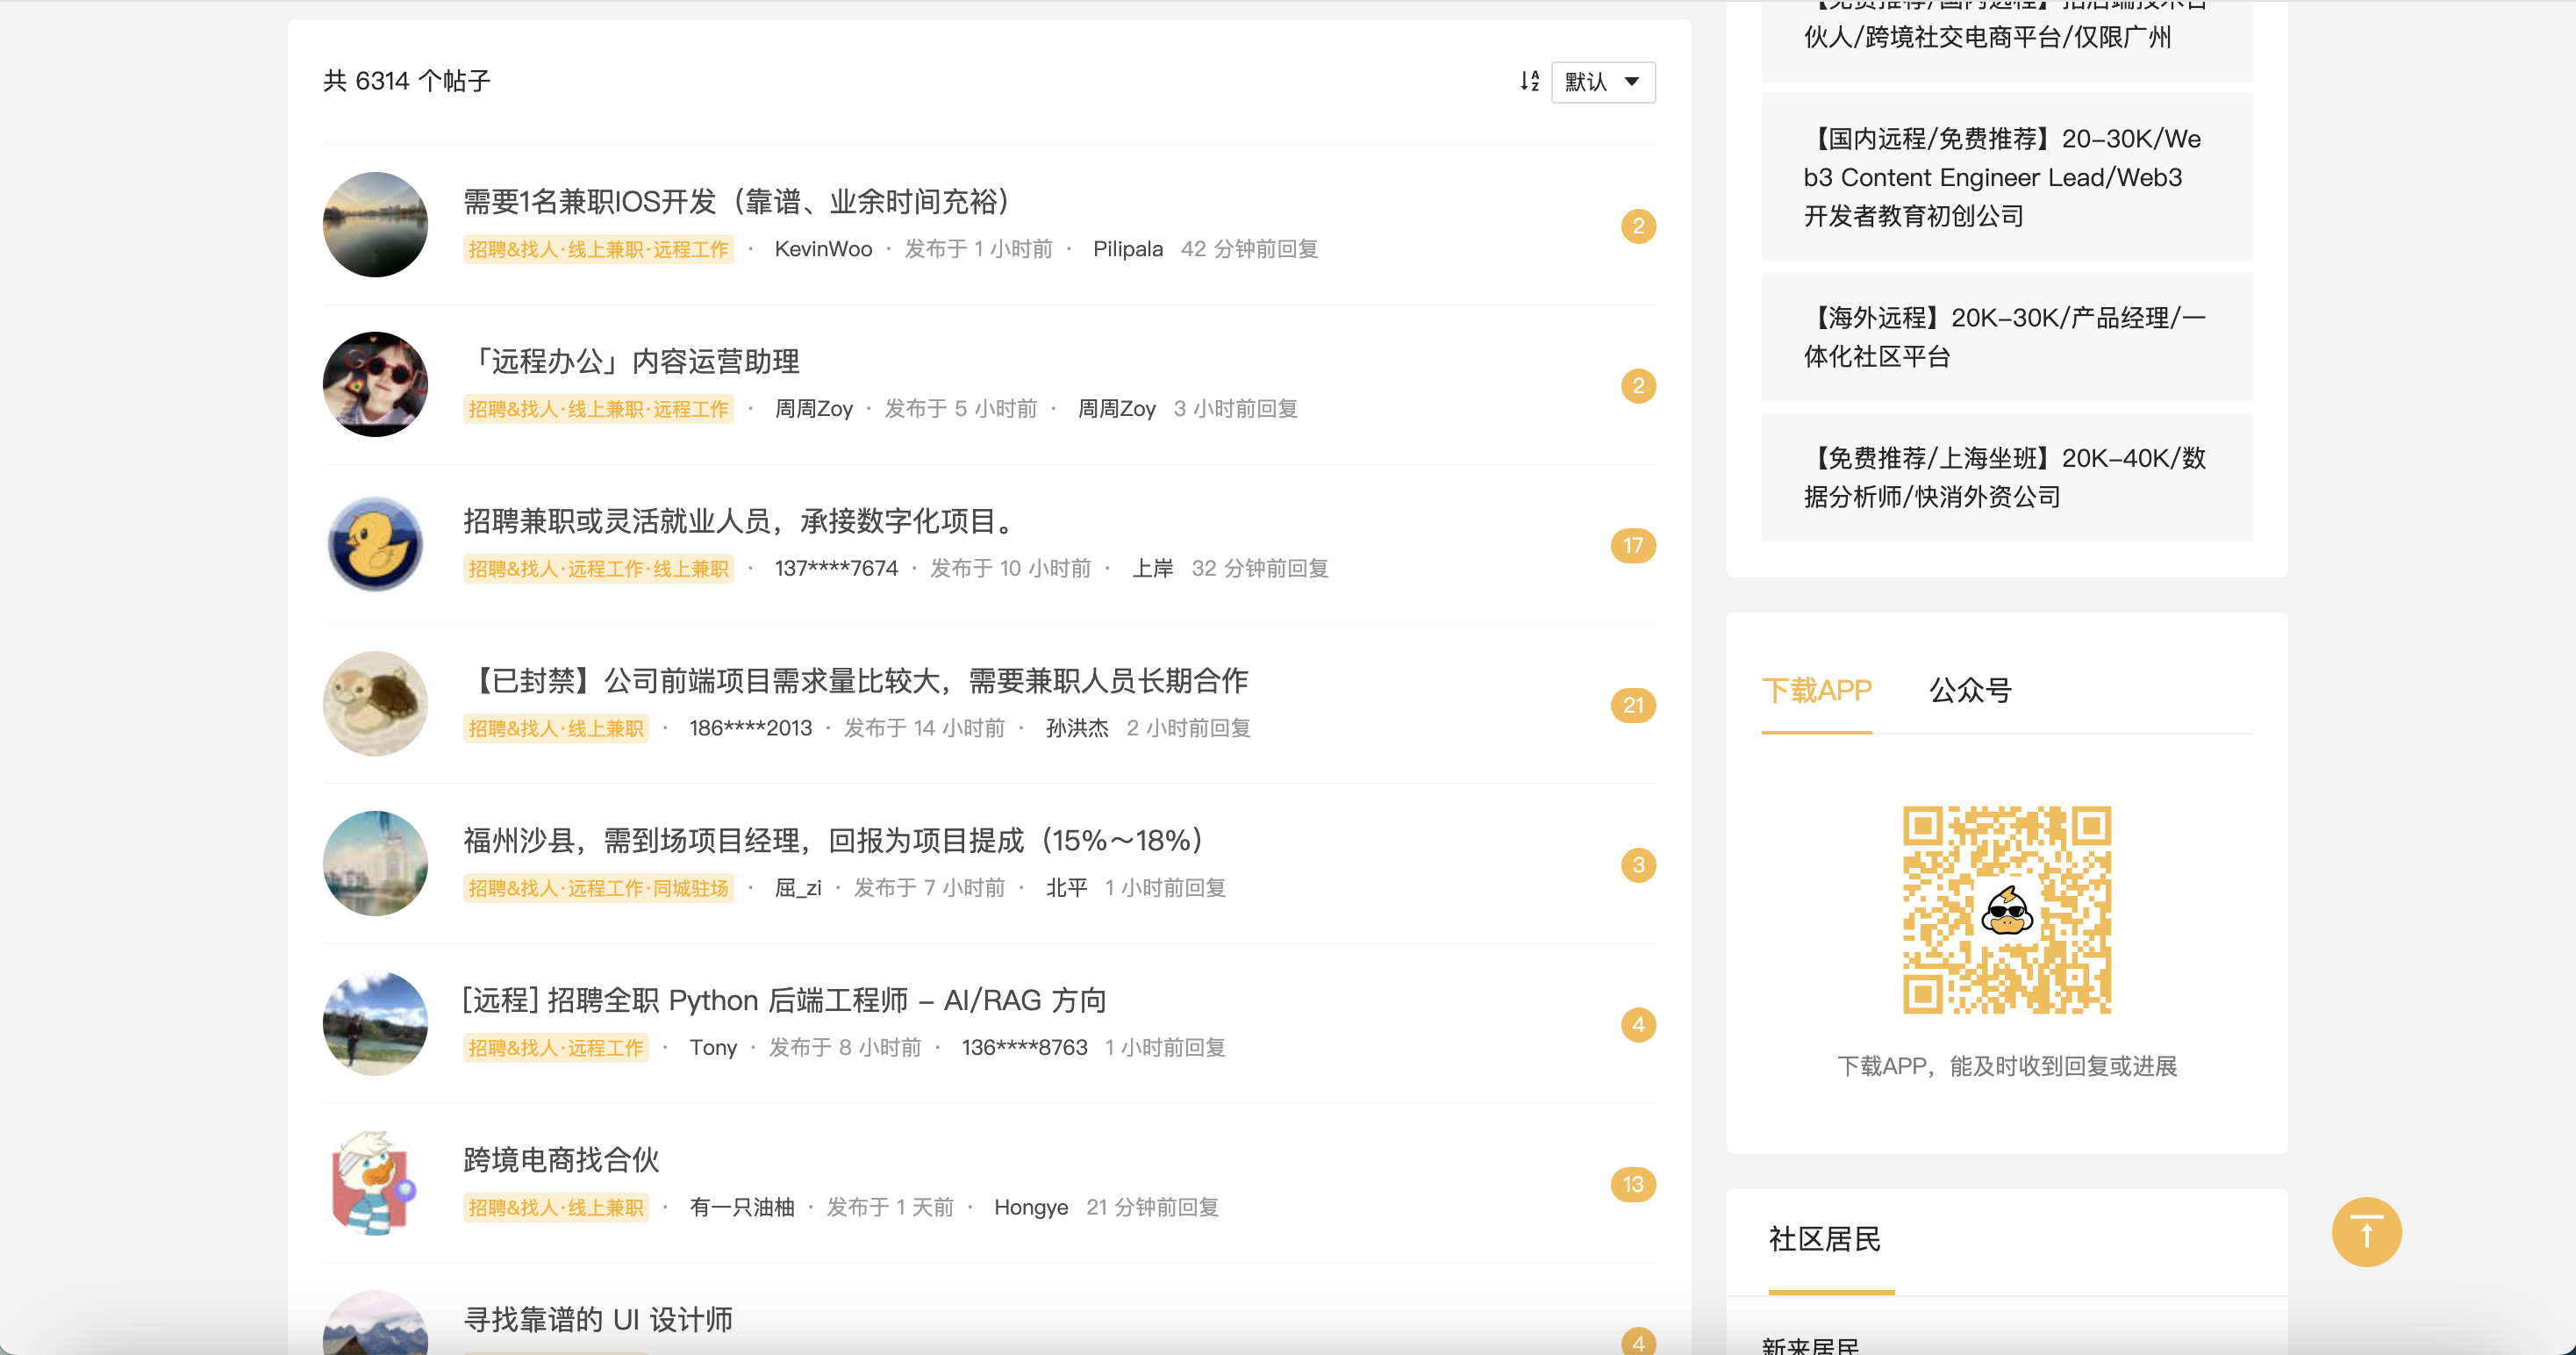 共 6314 个帖子
默认
需要1名兼职IOS开发（靠谱、业余时间充裕）
招聘&找人·线上兼职·远程工作 · KevinWoo · 发布于 1 小时前 · Pilipala 42 分钟前回复
2
「远程办公」内容运营助理
招聘&找人·线上兼职·远程工作 · 周周Zoy · 发布于 5 小时前 · 周周Zoy 3 小时前回复
2
招聘兼职或灵活就业人员，承接数字化项目。
招聘&找人·远程工作·线上兼职 · 137****7674 · 发布于 10 小时前 · 上岸 32 分钟前回复
17
【已封禁】公司前端项目需求量比较大，需要兼职人员长期合作
招聘&找人·线上兼职 · 186****2013 · 发布于 14 小时前 · 孙洪杰 2 小时前回复
21
福州沙县，需到场项目经理，回报为项目提成（15%～18%）
招聘&找人·远程工作·同城驻场 · 屈_zi · 发布于 7 小时前 · 北平 1 小时前回复
3
[远程] 招聘全职 Python 后端工程师 – AI/RAG 方向
招聘&找人·远程工作 · Tony · 发布于 8 小时前 · 136****8763 1 小时前回复
4
跨境电商找合伙
招聘&找人·线上兼职 · 有一只油柚 · 发布于 1 天前 · Hongye 21 分钟前回复
13
寻找靠谱的 UI 设计师
4
【免费推荐/国内远程】招后端技术合
伙人/跨境社交电商平台/仅限广州
【国内远程/免费推荐】20–30K/We
b3 Content Engineer Lead/Web3
开发者教育初创公司
【海外远程】20K–30K/产品经理/一
体化社区平台
【免费推荐/上海坐班】20K–40K/数
据分析师/快消外资公司
下载APP 公众号
下载APP，能及时收到回复或进展
社区居民
新来居民